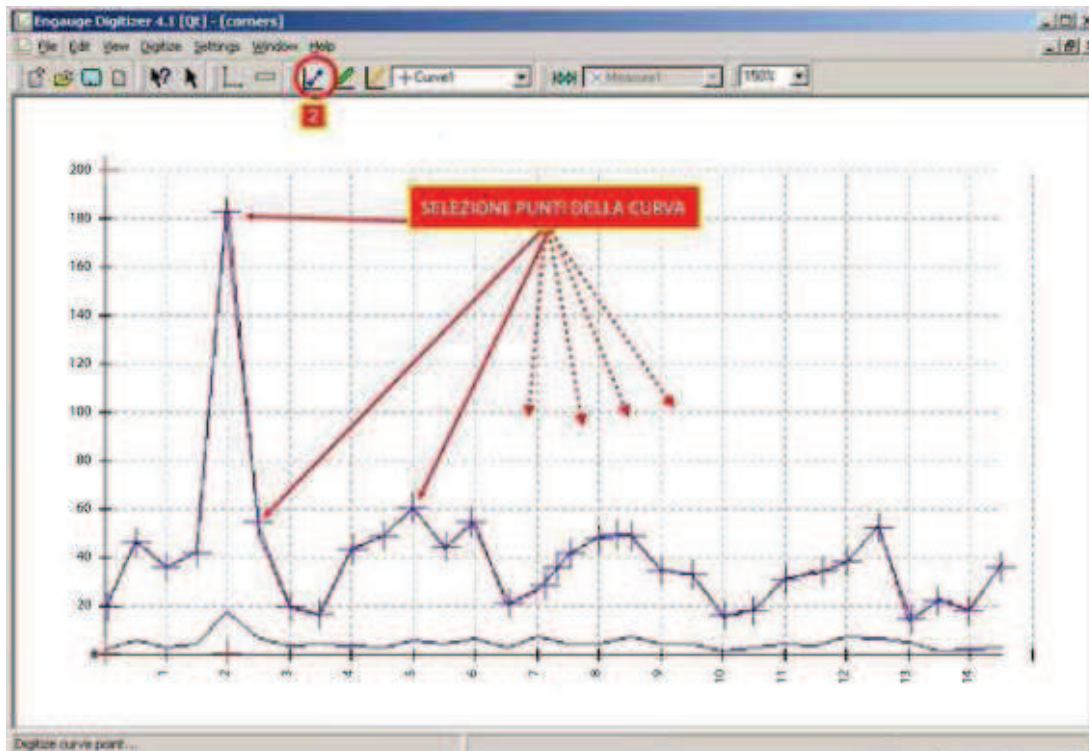 Engauge Digitizer 4.1 [Qt] - [corners]
File Edit View Digitize Settings Window Help
Curve1 Measure1 150%
2
SELEZIONE PUNTI DELLA CURVA
200
180
160
140
120
100
80
60
40
20
0
1 2 3 4 5 6 7 8 9 10 11 12 13 14
Digitize curve point...